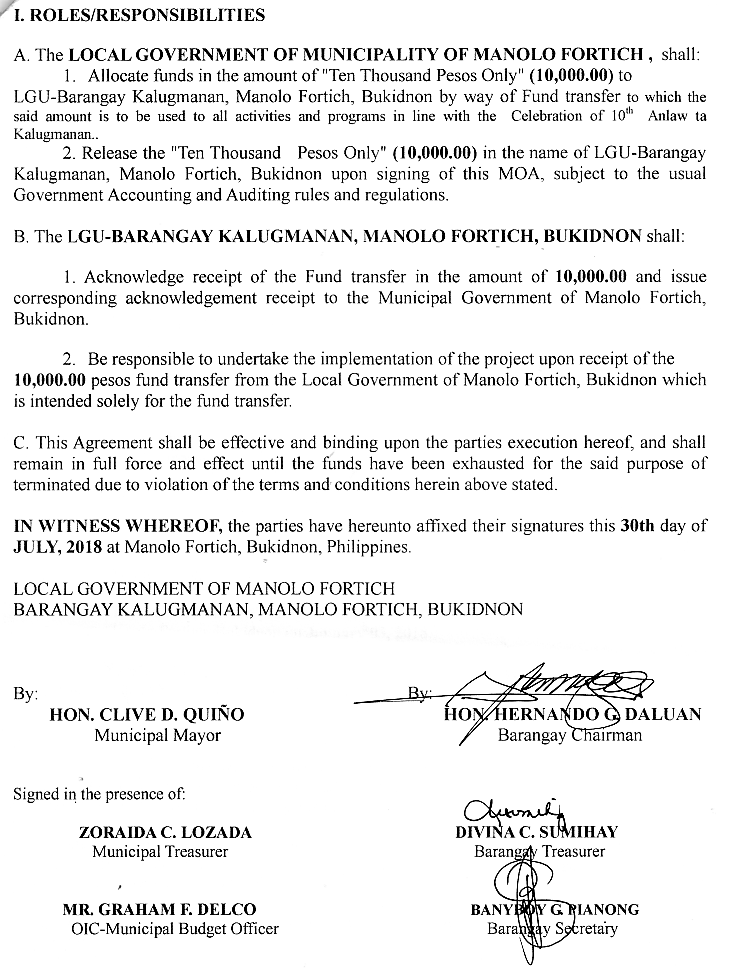 I. ROLES/RESPONSIBILITIES
A. The LOCAL GOVERNMENT OF MUNICIPALITY OF MANOLO FORTICH , shall:
1. Allocate funds in the amount of "Ten Thousand Pesos Only" (10,000.00) to
LGU-Barangay Kalugmanan, Manolo Fortich, Bukidnon by way of Fund transfer to which the
said amount is to be used to all activities and programs in line with the Celebration of 10th Anlaw ta
Kalugmanan..
2. Release the "Ten Thousand Pesos Only" (10,000.00) in the name of LGU-Barangay
Kalugmanan, Manolo Fortich, Bukidnon upon signing of this MOA, subject to the usual
Government Accounting and Auditing rules and regulations.
B. The LGU-BARANGAY KALUGMANAN, MANOLO FORTICH, BUKIDNON shall:
1. Acknowledge receipt of the Fund transfer in the amount of 10,000.00 and issue
corresponding acknowledgement receipt to the Municipal Government of Manolo Fortich,
Bukidnon.
2. Be responsible to undertake the implementation of the project upon receipt of the
10,000.00 pesos fund transfer from the Local Government of Manolo Fortich, Bukidnon which
is intended solely for the fund transfer.
C. This Agreement shall be effective and binding upon the parties execution hereof, and shall
remain in full force and effect until the funds have been exhausted for the said purpose of
terminated due to violation of the terms and conditions herein above stated.
IN WITNESS WHEREOF, the parties have hereunto affixed their signatures this 30th day of
JULY, 2018 at Manolo Fortich, Bukidnon, Philippines.
LOCAL GOVERNMENT OF MANOLO FORTICH
BARANGAY KALUGMANAN, MANOLO FORTICH, BUKIDNON
By: By:
HON. CLIVE D. QUIÑO HON. HERNANDO G. DALUAN
Municipal Mayor Barangay Chairman
Signed in the presence of:
ZORAIDA C. LOZADA DIVINA C. SUMIHAY
Municipal Treasurer Barangay Treasurer
MR. GRAHAM F. DELCO BANYBOY G. PIANONG
OIC-Municipal Budget Officer Barangay Secretary